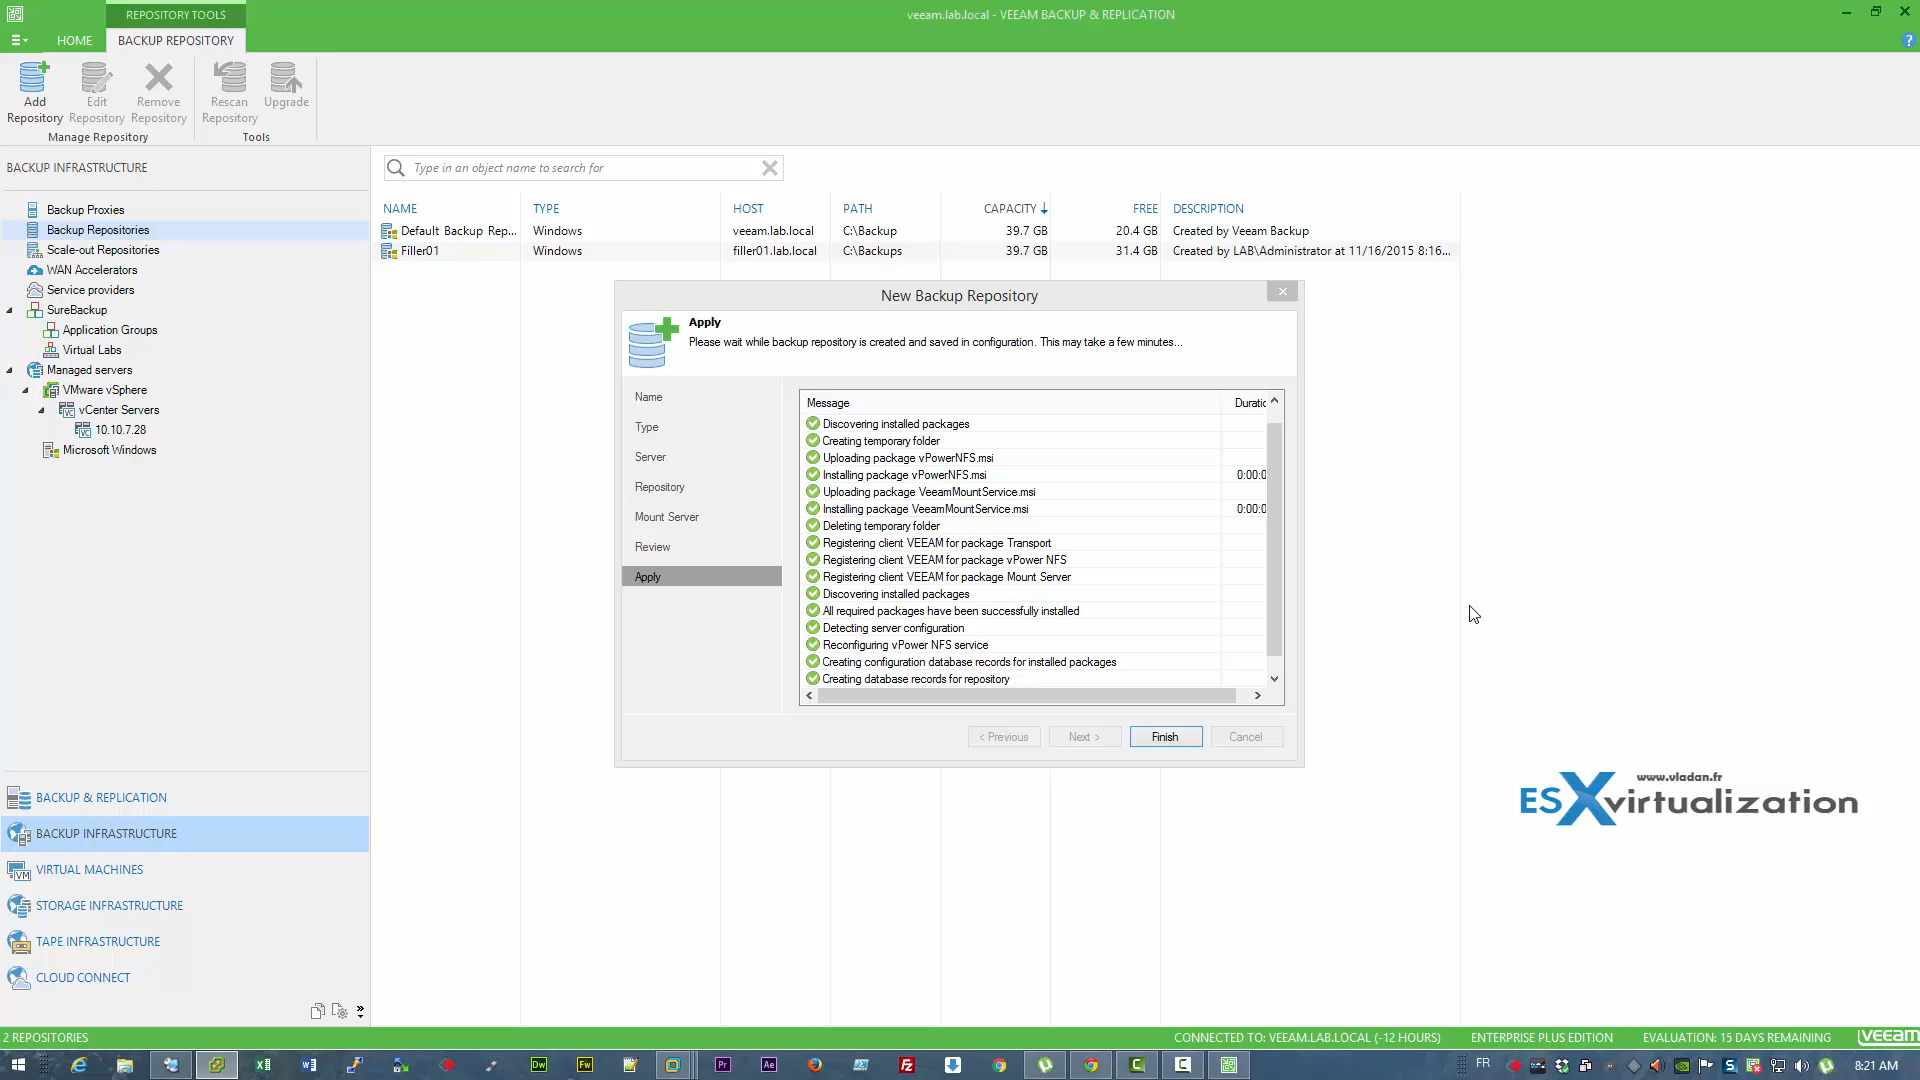 REPOSITORY TOOLS
veeam.lab.local - VEEAM BACKUP & REPLICATION
HOME
BACKUP REPOSITORY
Add Repository
Edit Repository
Remove Repository
Rescan Repository
Upgrade
Manage Repository
Tools
BACKUP INFRASTRUCTURE
Backup Proxies
Backup Repositories
Scale-out Repositories
WAN Accelerators
Service providers
SureBackup
Application Groups
Virtual Labs
Managed servers
VMware vSphere
vCenter Servers
10.10.7.28
Microsoft Windows
Type in an object name to search for
NAME TYPE HOST PATH CAPACITY FREE DESCRIPTION
Default Backup Rep... Windows veeam.lab.local C:\Backup 39.7 GB 20.4 GB Created by Veeam Backup
Filler01 Windows filler01.lab.local C:\Backups 39.7 GB 31.4 GB Created by LAB\Administrator at 11/16/2015 8:16...
New Backup Repository
Apply
Please wait while backup repository is created and saved in configuration. This may take a few minutes...
Name
Type
Server
Repository
Mount Server
Review
Apply
Message Duratic
Discovering installed packages
Creating temporary folder
Uploading package vPowerNFS.msi
Installing package vPowerNFS.msi 0:00:0
Uploading package VeeamMountService.msi
Installing package VeeamMountService.msi 0:00:0
Deleting temporary folder
Registering client VEEAM for package Transport
Registering client VEEAM for package vPower NFS
Registering client VEEAM for package Mount Server
Discovering installed packages
All required packages have been successfully installed
Detecting server configuration
Reconfiguring vPower NFS service
Creating configuration database records for installed packages
Creating database records for repository
< Previous
Next >
Finish
Cancel
www.vladan.fr
ESXvirtualization
BACKUP & REPLICATION
BACKUP INFRASTRUCTURE
VIRTUAL MACHINES
STORAGE INFRASTRUCTURE
TAPE INFRASTRUCTURE
CLOUD CONNECT
2 REPOSITORIES
CONNECTED TO: VEEAM.LAB.LOCAL (-12 HOURS)
ENTERPRISE PLUS EDITION
EVALUATION: 15 DAYS REMAINING
veeam
FR
8:21 AM